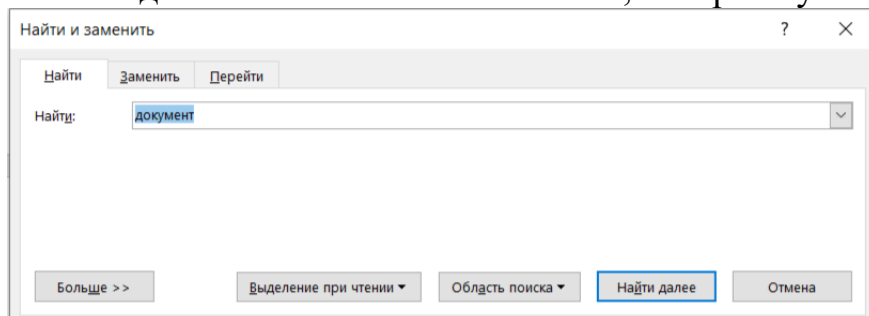 Найти и заменить ? ×
Найти Заменить Перейти
Найти: документ
Больше >> Выделение при чтении Область поиска Найти далее Отмена